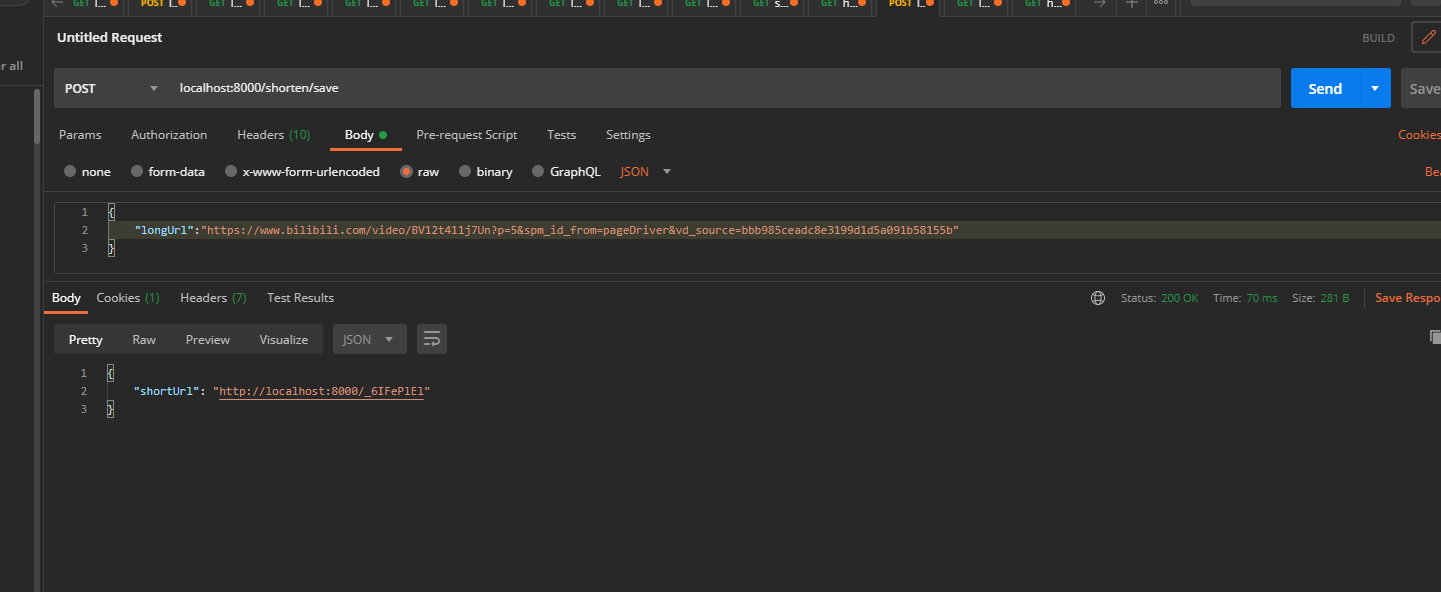 GET l... POST l... GET l... GET l... GET l... GET l... GET l... GET l... GET l... GET l... GET s... GET h... POST l... GET l... GET h...
Untitled Request
BUILD
r all
POST
localhost:8000/shorten/save
Send
Save
Params
Authorization
Headers (10)
Body
Pre-request Script
Tests
Settings
Cookies
none
form-data
x-www-form-urlencoded
raw
binary
GraphQL
JSON
Bea
1 {
2 "longUrl":"https://www.bilibili.com/video/BV12t411j7Un?p=5&spm_id_from=pageDriver&vd_source=bbb985ceadc8e3199d1d5a091b58155b"
3 }
Body
Cookies (1)
Headers (7)
Test Results
Status: 200 OK
Time: 70 ms
Size: 281 B
Save Respo
Pretty
Raw
Preview
Visualize
JSON
1 {
2 "shortUrl": "http://localhost:8000/_6IFePlEl"
3 }